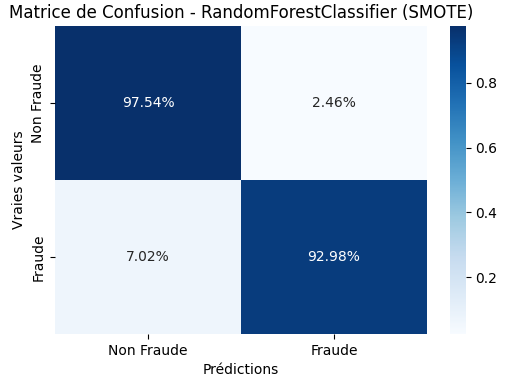 Matrice de Confusion - RandomForestClassifier (SMOTE)
Vraies valeurs
Non Fraude
97.54%
2.46%
Fraude
7.02%
92.98%
Non Fraude
Fraude
Prédictions
0.8
0.6
0.4
0.2